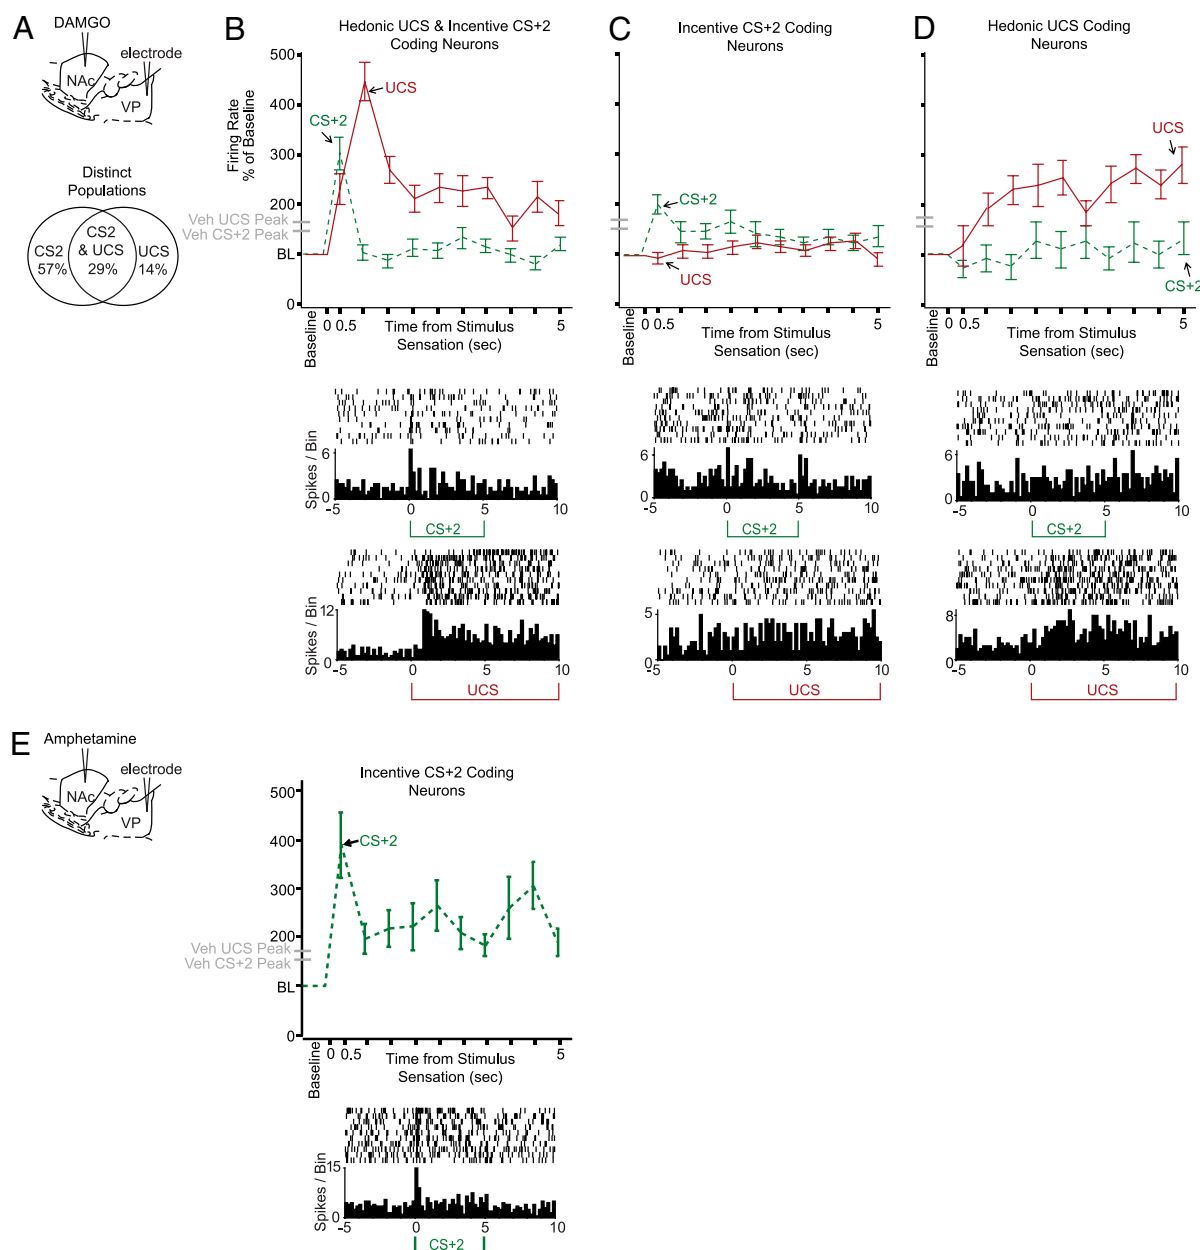 A
DAMGO
electrode
NAc
VP
Distinct
Populations
CS2
57%
CS2
& UCS
29%
UCS
14%
B
Hedonic UCS & Incentive CS+2
Coding Neurons
Firing Rate
% of Baseline
500
400
300
200
BL
0
Veh UCS Peak
Veh CS+2 Peak
CS+2
UCS
Baseline
0 0.5 5
Time from Stimulus
Sensation (sec)
Spikes / Bin
6
0
-5 0 5 10
CS+2
Spikes / Bin
12
0
-5 0 5 10
UCS
C
Incentive CS+2 Coding
Neurons
CS+2
UCS
Baseline
0 0.5 5
Time from Stimulus
Sensation (sec)
6
0
-5 0 5 10
CS+2
5
0
-5 0 5 10
UCS
D
Hedonic UCS Coding
Neurons
UCS
CS+2
Baseline
0 0.5 5
Time from Stimulus
Sensation (sec)
6
0
-5 0 5 10
CS+2
8
0
-5 0 5 10
UCS
E
Amphetamine
electrode
NAc
VP
Incentive CS+2 Coding
Neurons
500
400
300
200
BL
0
Veh UCS Peak
Veh CS+2 Peak
CS+2
Baseline
0 0.5 5
Time from Stimulus
Sensation (sec)
Spikes / Bin
15
0
-5 0 5 10
CS+2